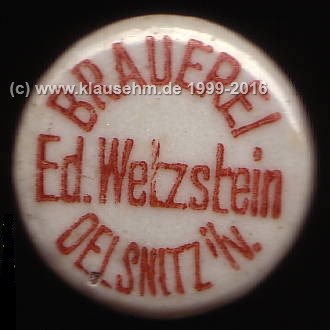 BRAUEREI
(c) www.klausehm.de 1999-2016
Ed. Wetzstein
OELSNITZ i/V.